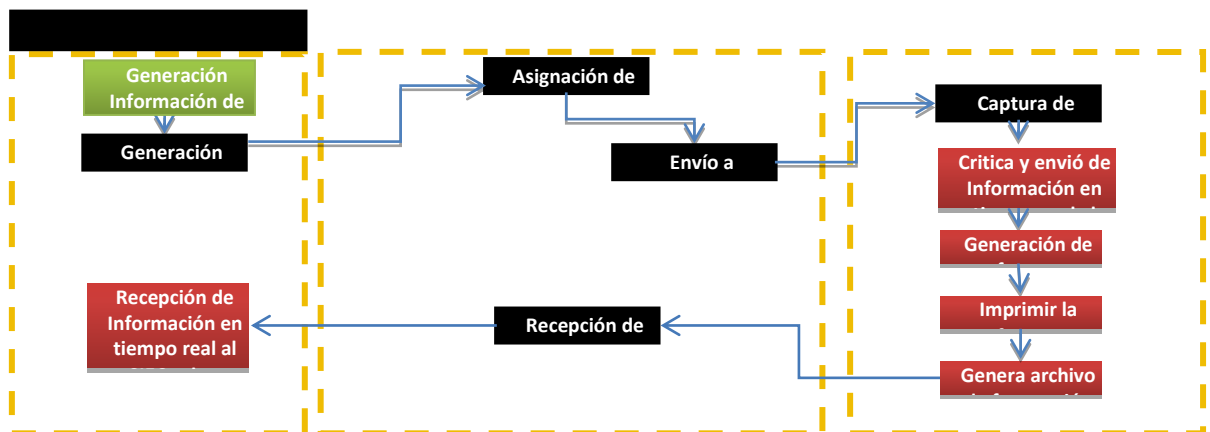 Generación
Información de
Generación
Asignación de
Envío a
Captura de
Critica y envió de
Información en
Generación de
Imprimir la
Genera archivo
Recepción de
Recepción de
Información en
tiempo real al